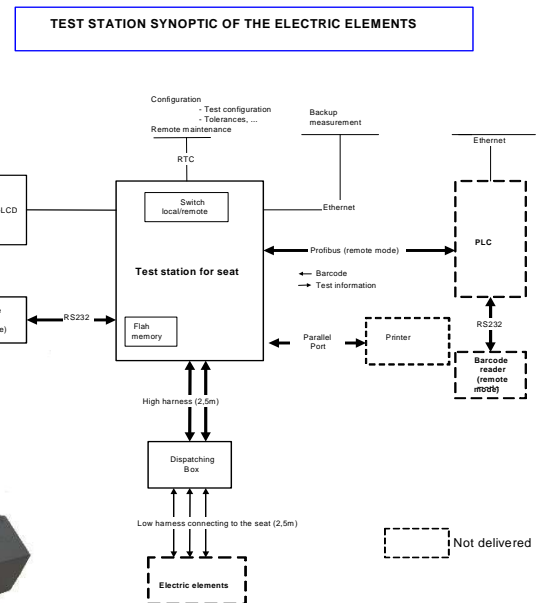 TEST STATION SYNOPTIC OF THE ELECTRIC ELEMENTS
Configuration
- Test configuration
- Tolerances, ...
Remote maintenance
RTC
Backup
measurement
Ethernet
Ethernet
LCD
Switch
local/remote
Test station for seat
Flah
memory
RS232
e)
Profibus (remote mode)
Barcode
Test information
PLC
RS232
Parallel
Port
Printer
Barcode
reader
(remote
mode)
High harness (2,5m)
Dispatching
Box
Low harness connecting to the seat (2,5m)
Electric elements
Not delivered